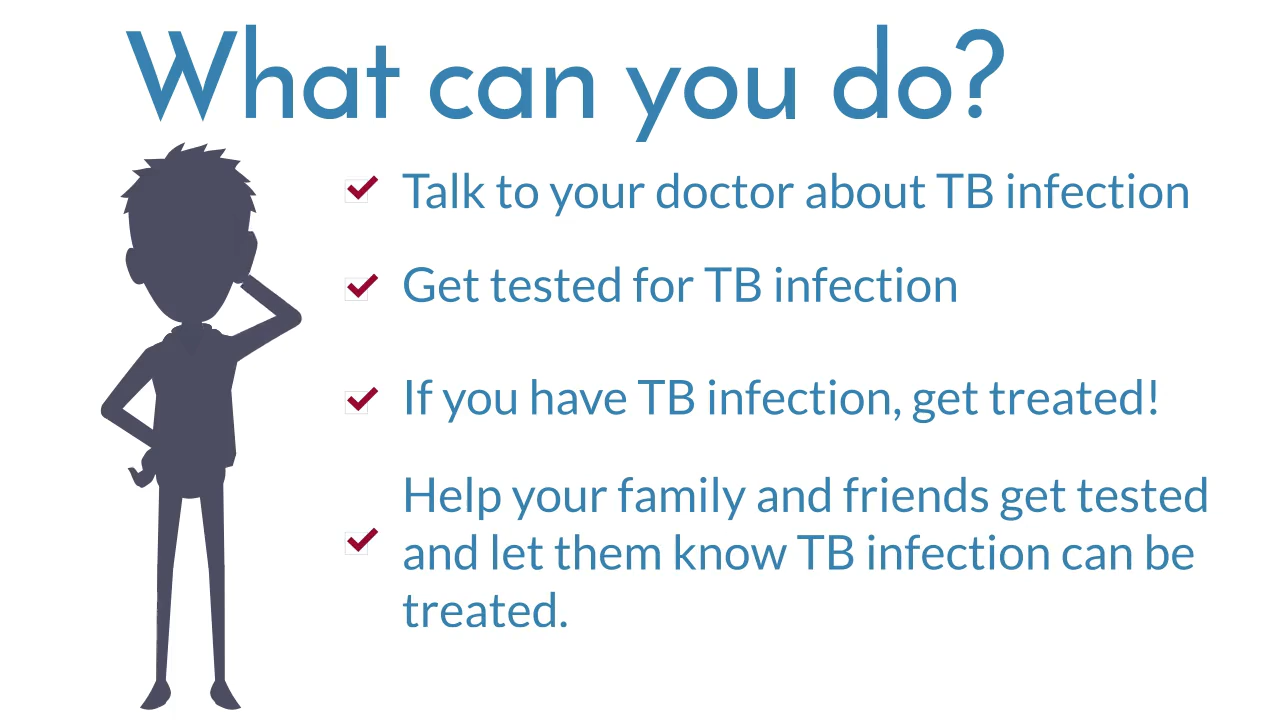 What can you do?
Talk to your doctor about TB infection
Get tested for TB infection
If you have TB infection, get treated!
Help your family and friends get tested
and let them know TB infection can be
treated.